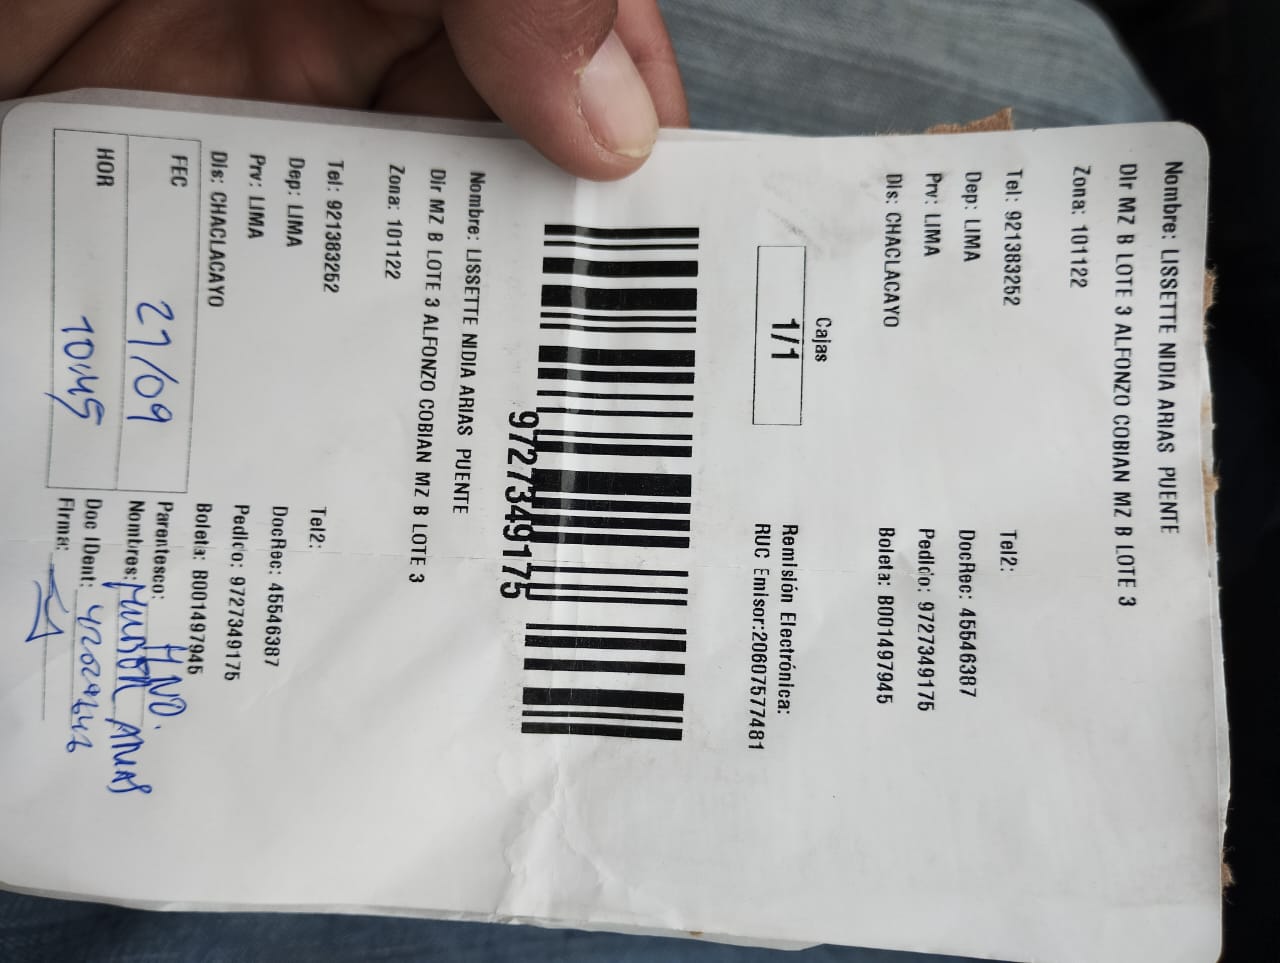 Nombre: LISSETTE NIDIA ARIAS PUENTE
Dir MZ B LOTE 3 ALFONZO COBIAN MZ B LOTE 3
Zona: 101122
Tel: 921383252 Tel2:
Dep: LIMA DocRec: 45546387
Prv: LIMA Pedido: 9727349175
Dis: CHACLACAYO Boleta: B001497945
Cajas
1/1
Remisión Electrónica:
RUC Emisor:20607577481
9727349175
Nombre: LISSETTE NIDIA ARIAS PUENTE
Dir MZ B LOTE 3 ALFONZO COBIAN MZ B LOTE 3
Zona: 101122
Tel: 921383252 Tel2:
Dep: LIMA DocRec: 45546387
Prv: LIMA Pedido: 9727349175
Dis: CHACLACAYO Boleta: B001497945
FEC 27/09 Parentesco: HNO.
Nombres: ARIAS
HOR 10:45 Doc IDent:
Firma: